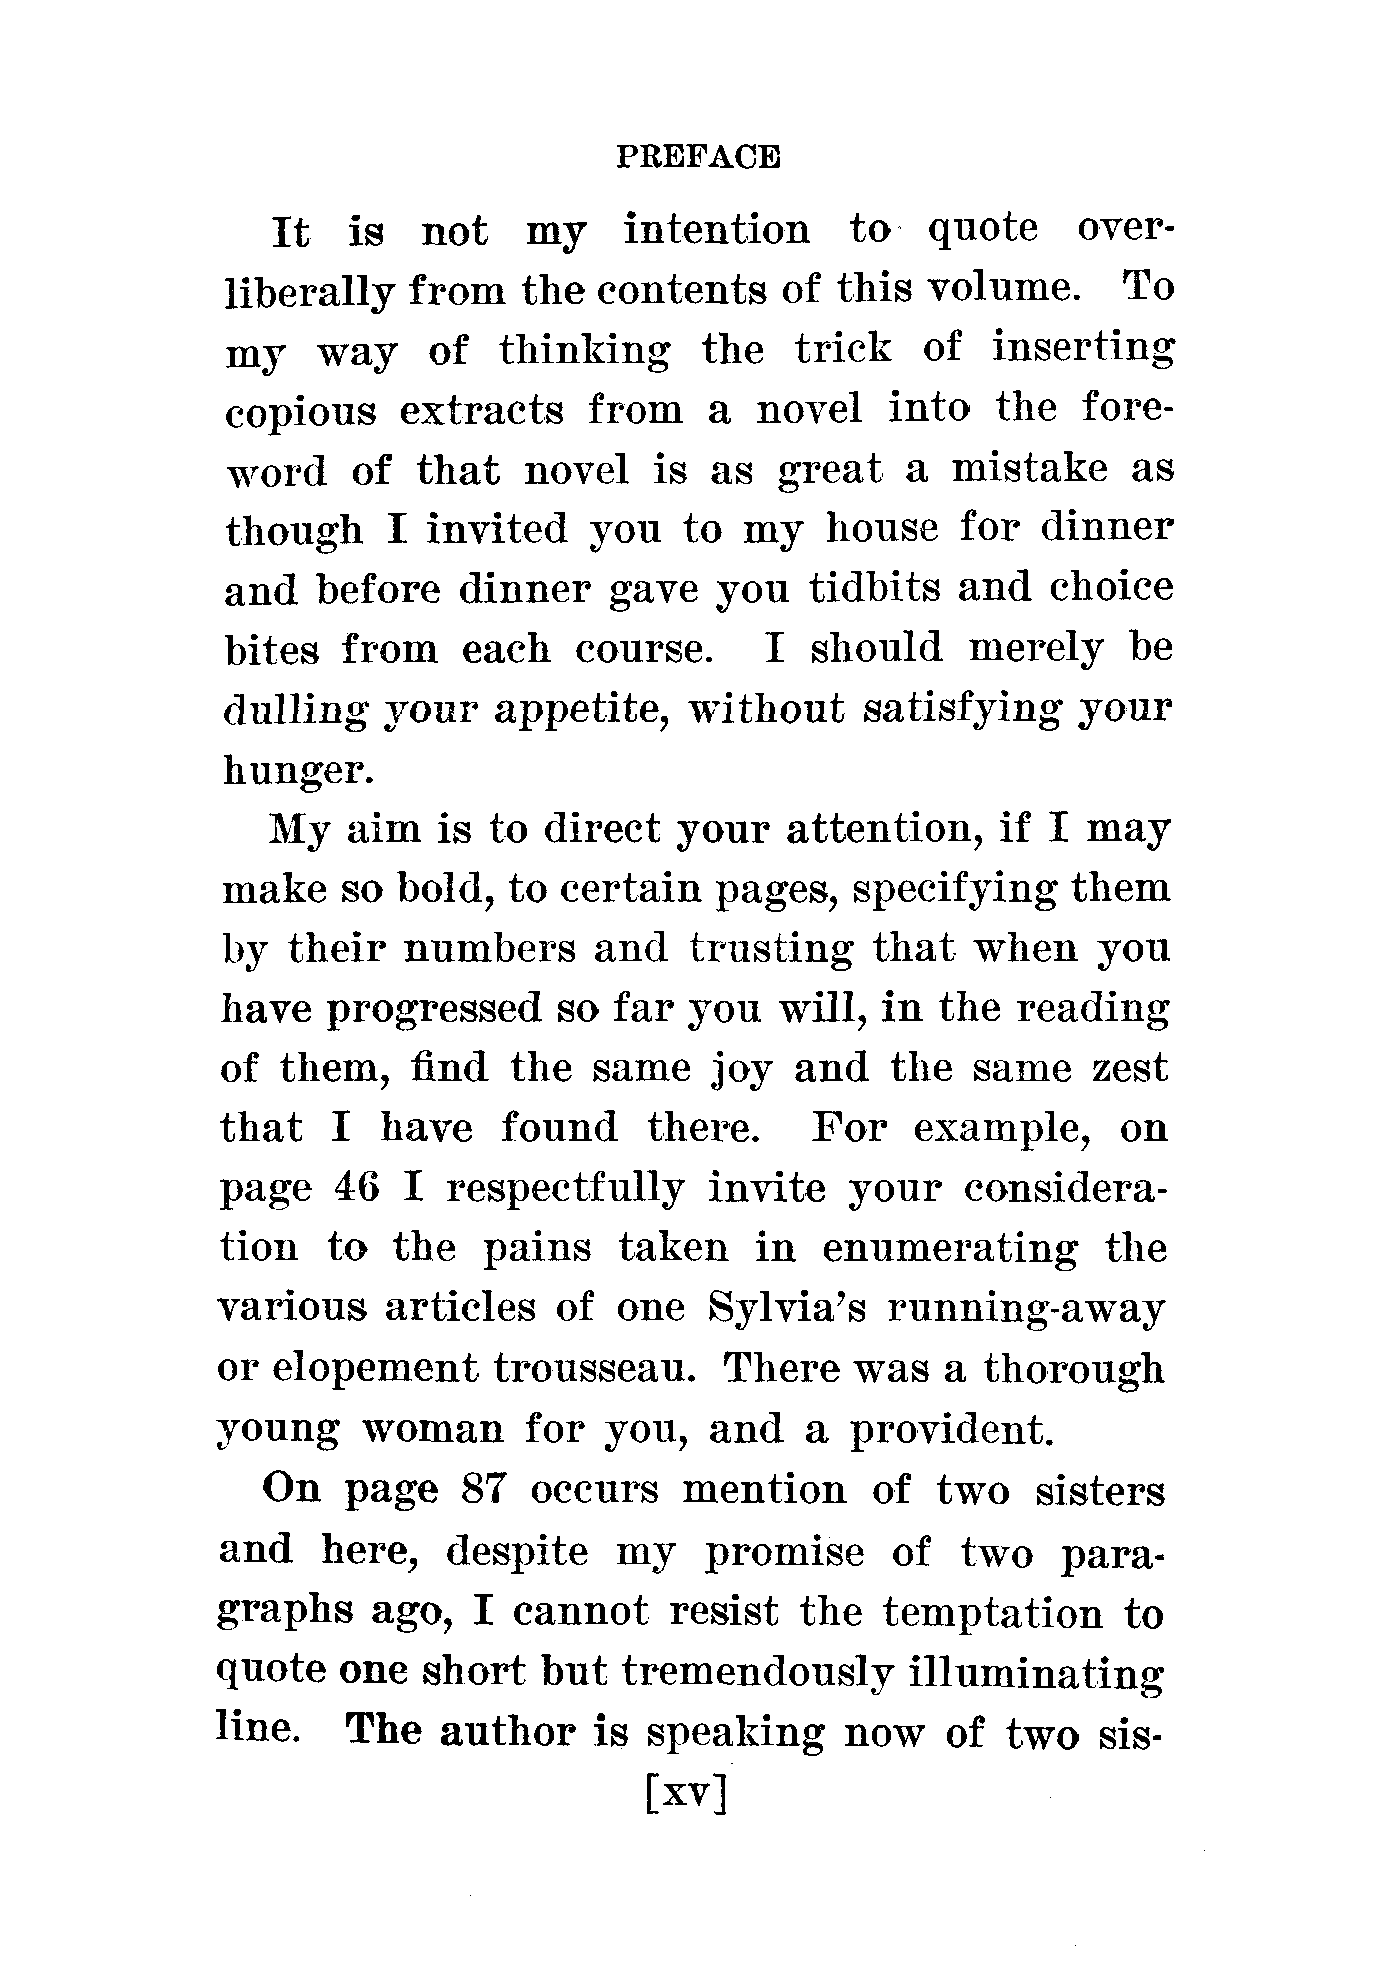 PREFACE
It is not my intention to quote over-
liberally from the contents of this volume. To
my way of thinking the trick of inserting
copious extracts from a novel into the fore-
word of that novel is as great a mistake as
though I invited you to my house for dinner
and before dinner gave you tidbits and choice
bites from each course. I should merely be
dulling your appetite, without satisfying your
hunger.
My aim is to direct your attention, if I may
make so bold, to certain pages, specifying them
by their numbers and trusting that when you
have progressed so far you will, in the reading
of them, find the same joy and the same zest
that I have found there. For example, on
page 46 I respectfully invite your considera-
tion to the pains taken in enumerating the
various articles of one Sylvia's running-away
or elopement trousseau. There was a thorough
young woman for you, and a provident.
On page 87 occurs mention of two sisters
and here, despite my promise of two para-
graphs ago, I cannot resist the temptation to
quote one short but tremendously illuminating
line. The author is speaking now of two sis-
[xv]